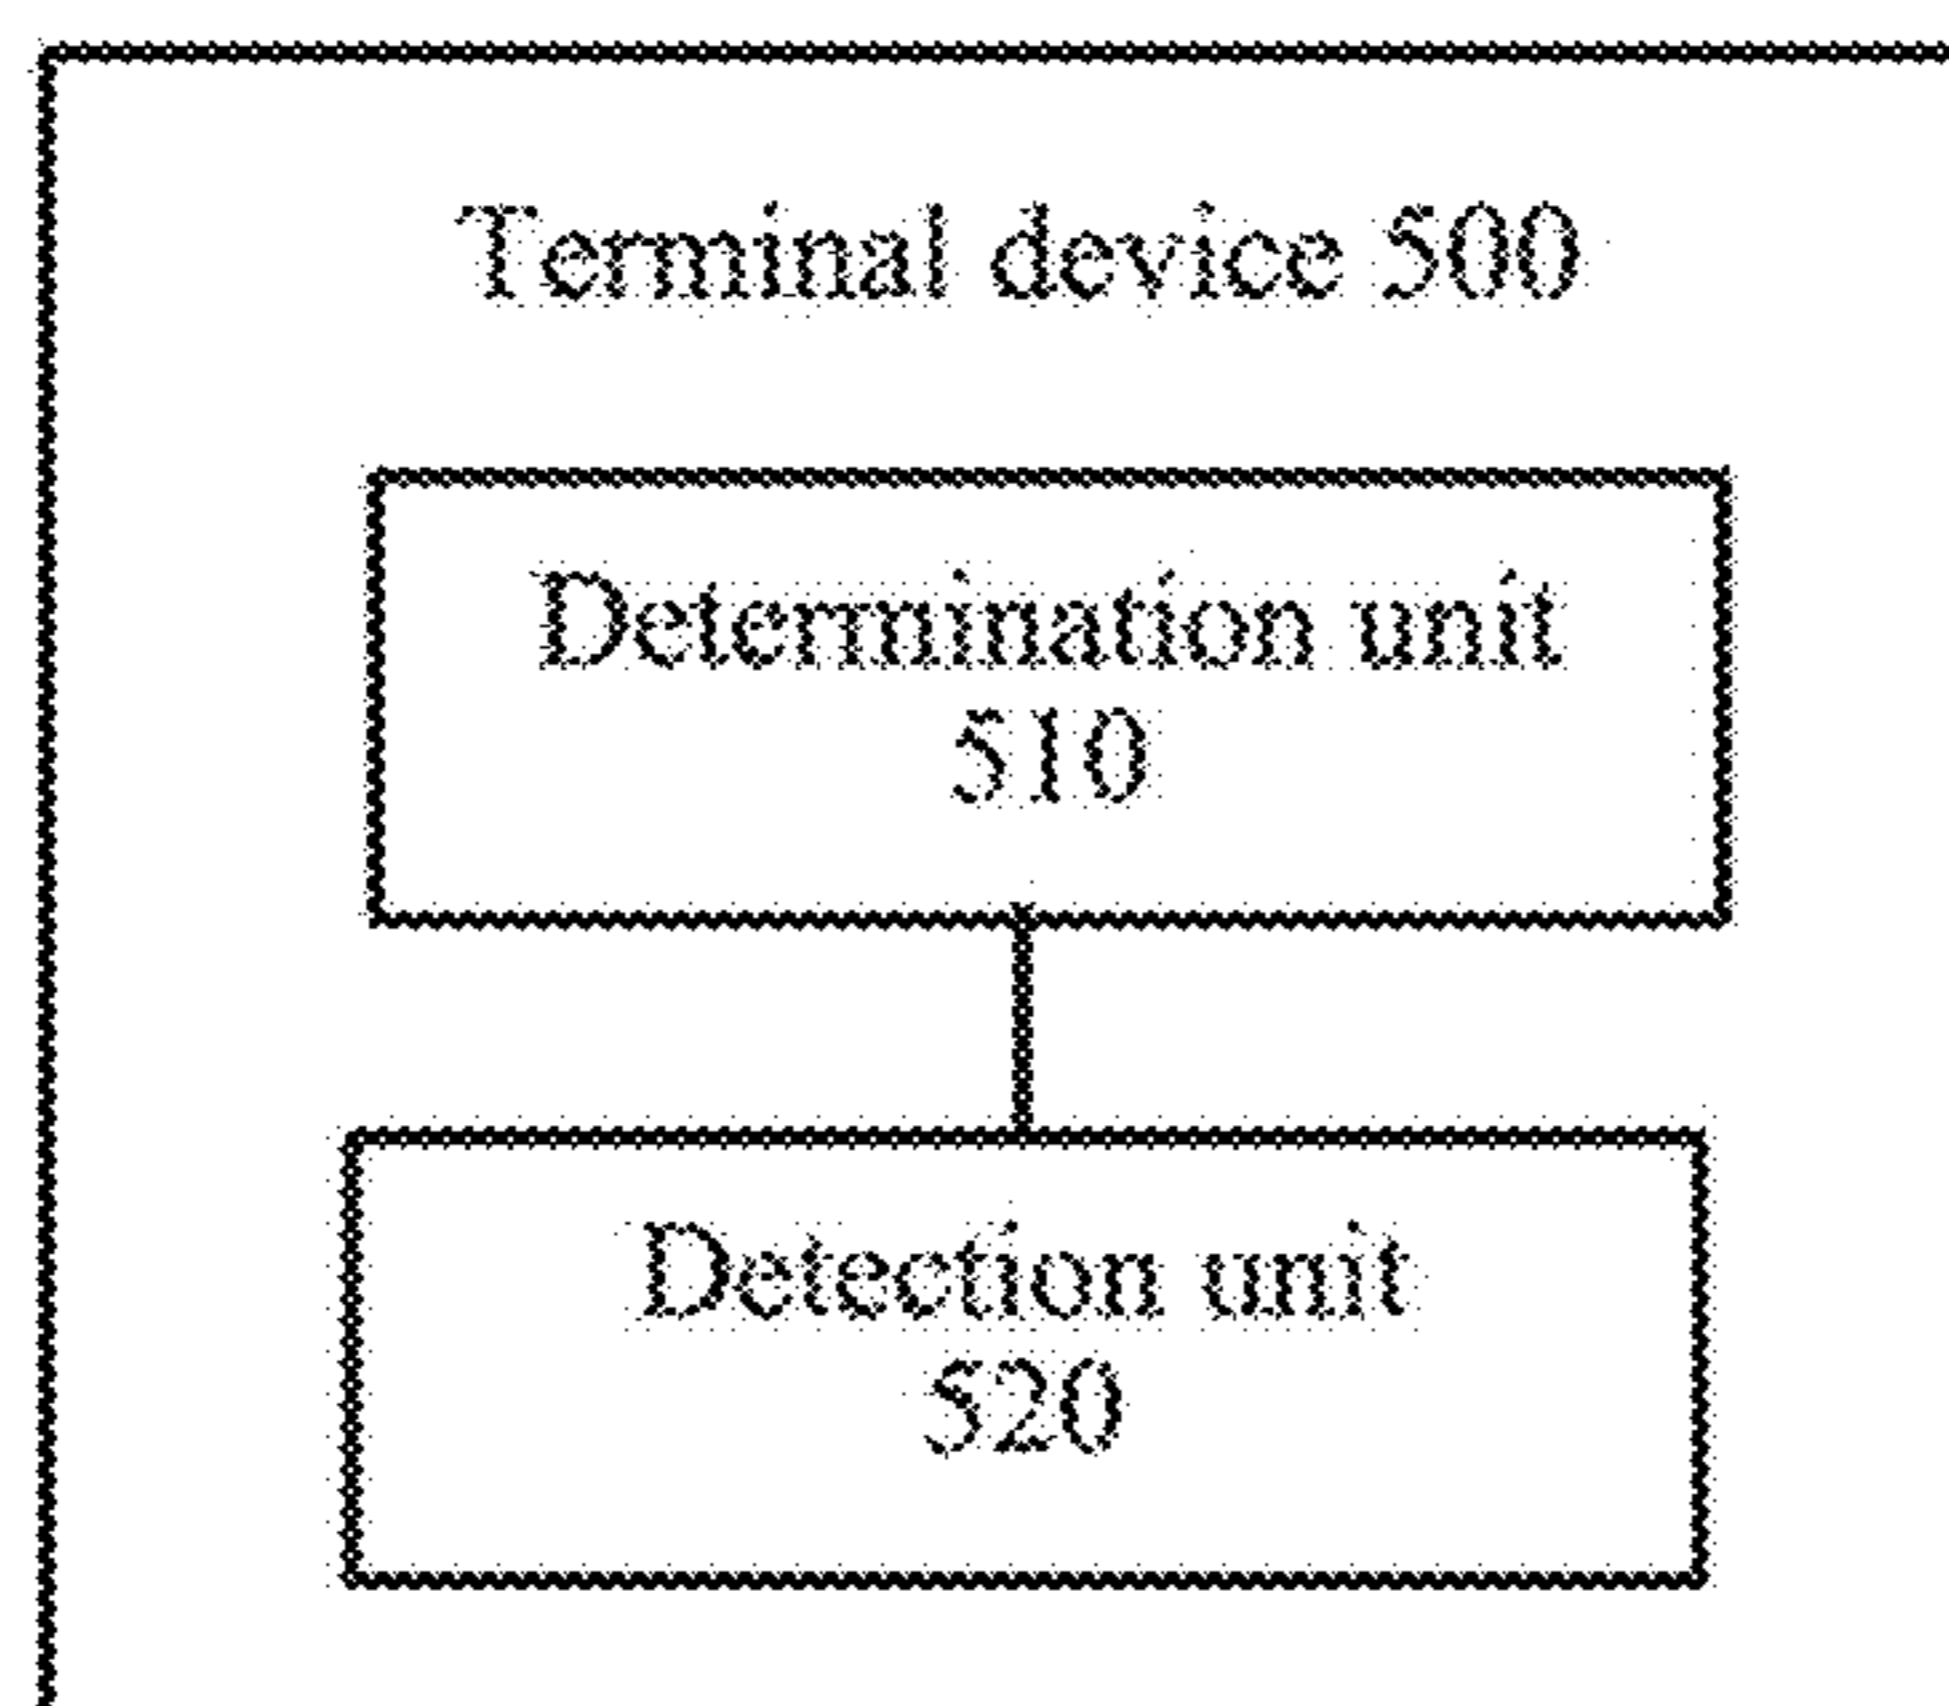 Terminal device 500
Determination unit
510
Detection unit
520